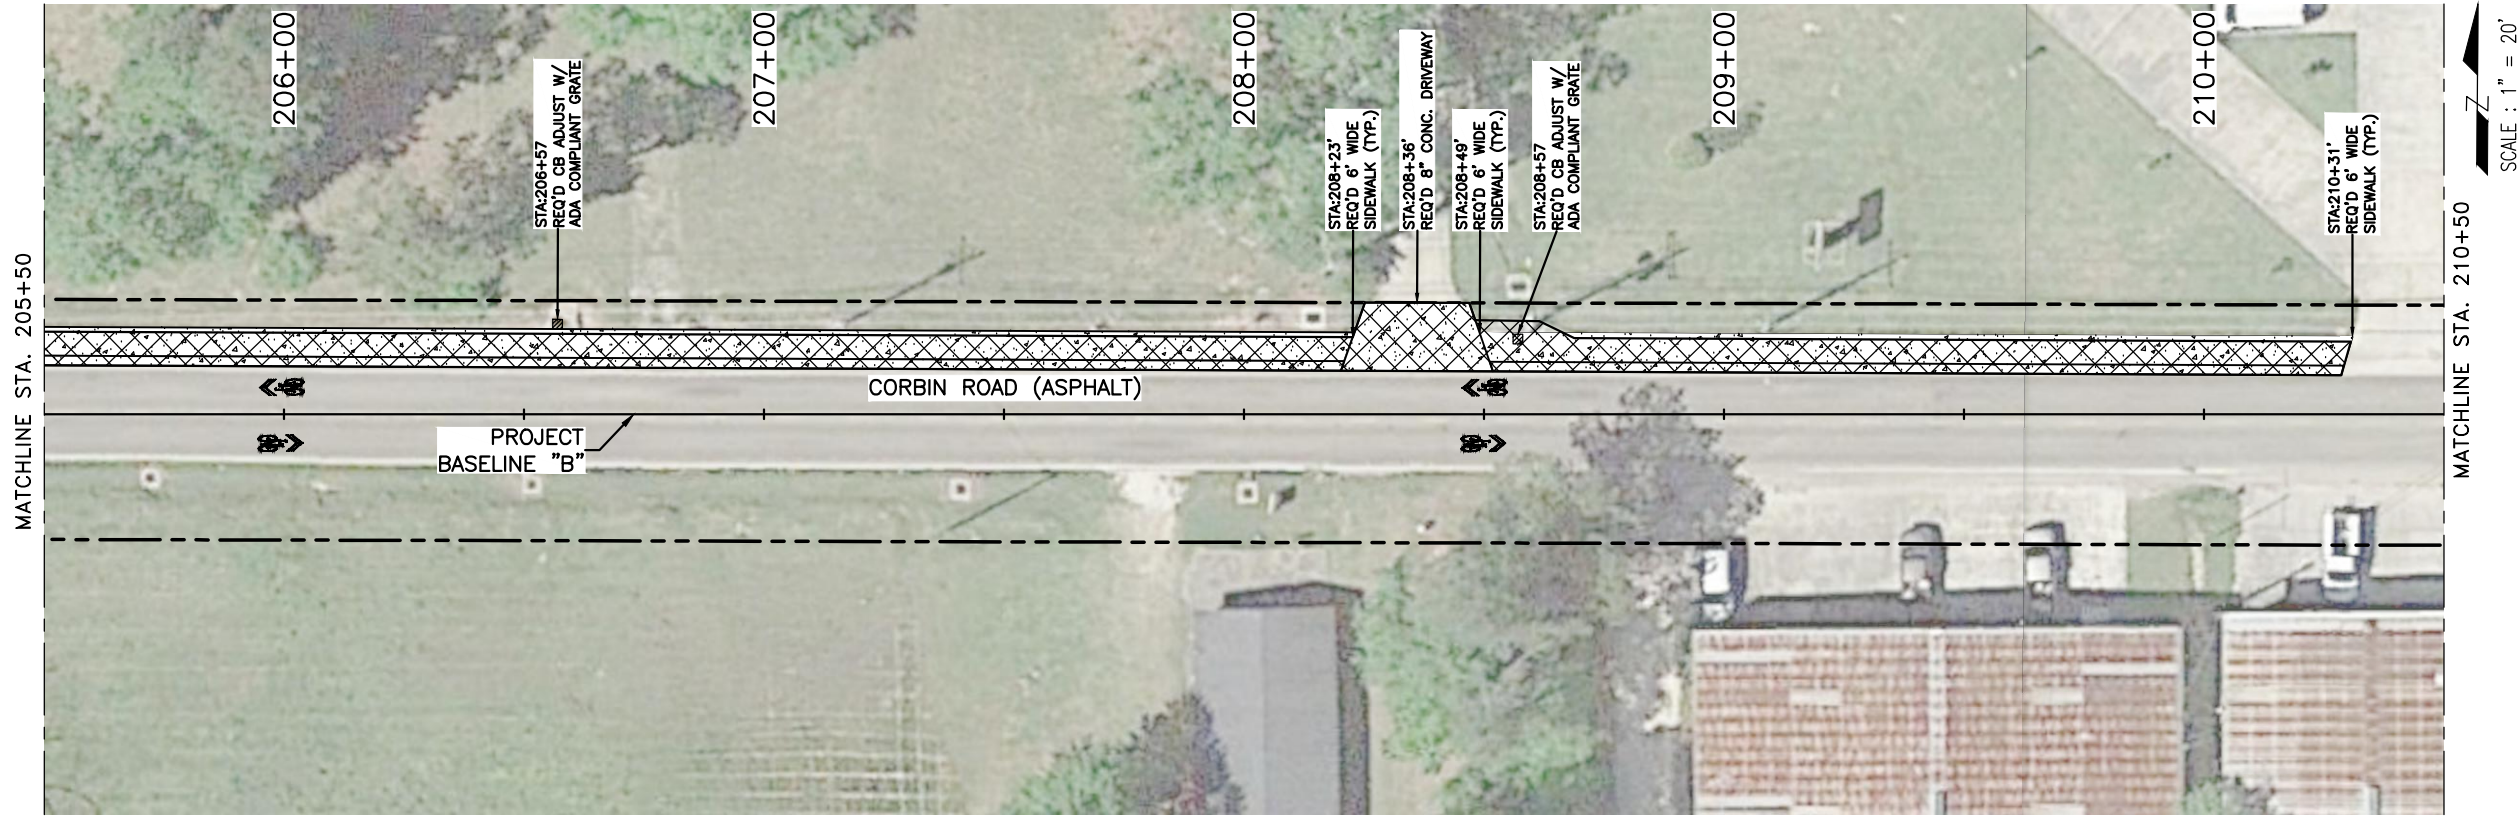 206+00
207+00
208+00
209+00
210+00
STA:206+57
REQ'D CB ADJUST W/
ADA COMPLIANT GRATE
STA:208+23'
REQ'D 6' WIDE
SIDEWALK (TYP.)
STA:208+36'
REQ'D 8" CONC. DRIVEWAY
STA:208+49'
REQ'D 6' WIDE
SIDEWALK (TYP.)
STA:208+57
REQ'D CB ADJUST W/
ADA COMPLIANT GRATE
STA:210+31'
REQ'D 6' WIDE
SIDEWALK (TYP.)
MATCHLINE STA. 205+50
MATCHLINE STA. 210+50
Z
SCALE : 1" = 20'
CORBIN ROAD (ASPHALT)
PROJECT
BASELINE "B"